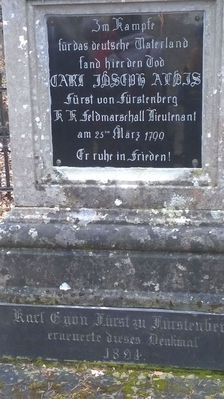 Im Kampfe
für das deutsche Vaterland
fand hier den Tod
CARL JOSEPH ALOIS
Fürst von Fürstenberg
K. K. Feldmarschall Lieutenant
am 25ten März 1799
Er ruhe in Frieden!
Karl Egon Fürst zu Fürstenberg
erneuerte dieses Denkmal
1894.